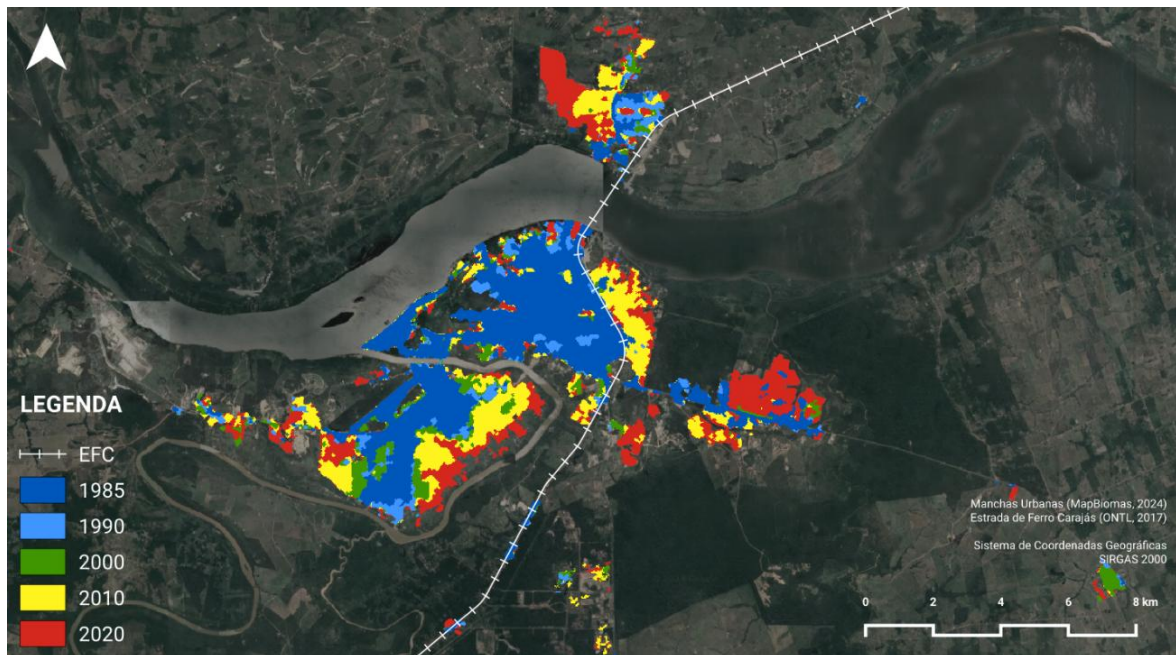 LEGENDA
EFC
1985
1990
2000
2010
2020
Manchas Urbanas (MapBiomas, 2024)
Estrada de Ferro Carajás (ONTL, 2017)
Sistema de Coordenadas Geográficas
SIRGAS 2000
0 2 4 6 8 km